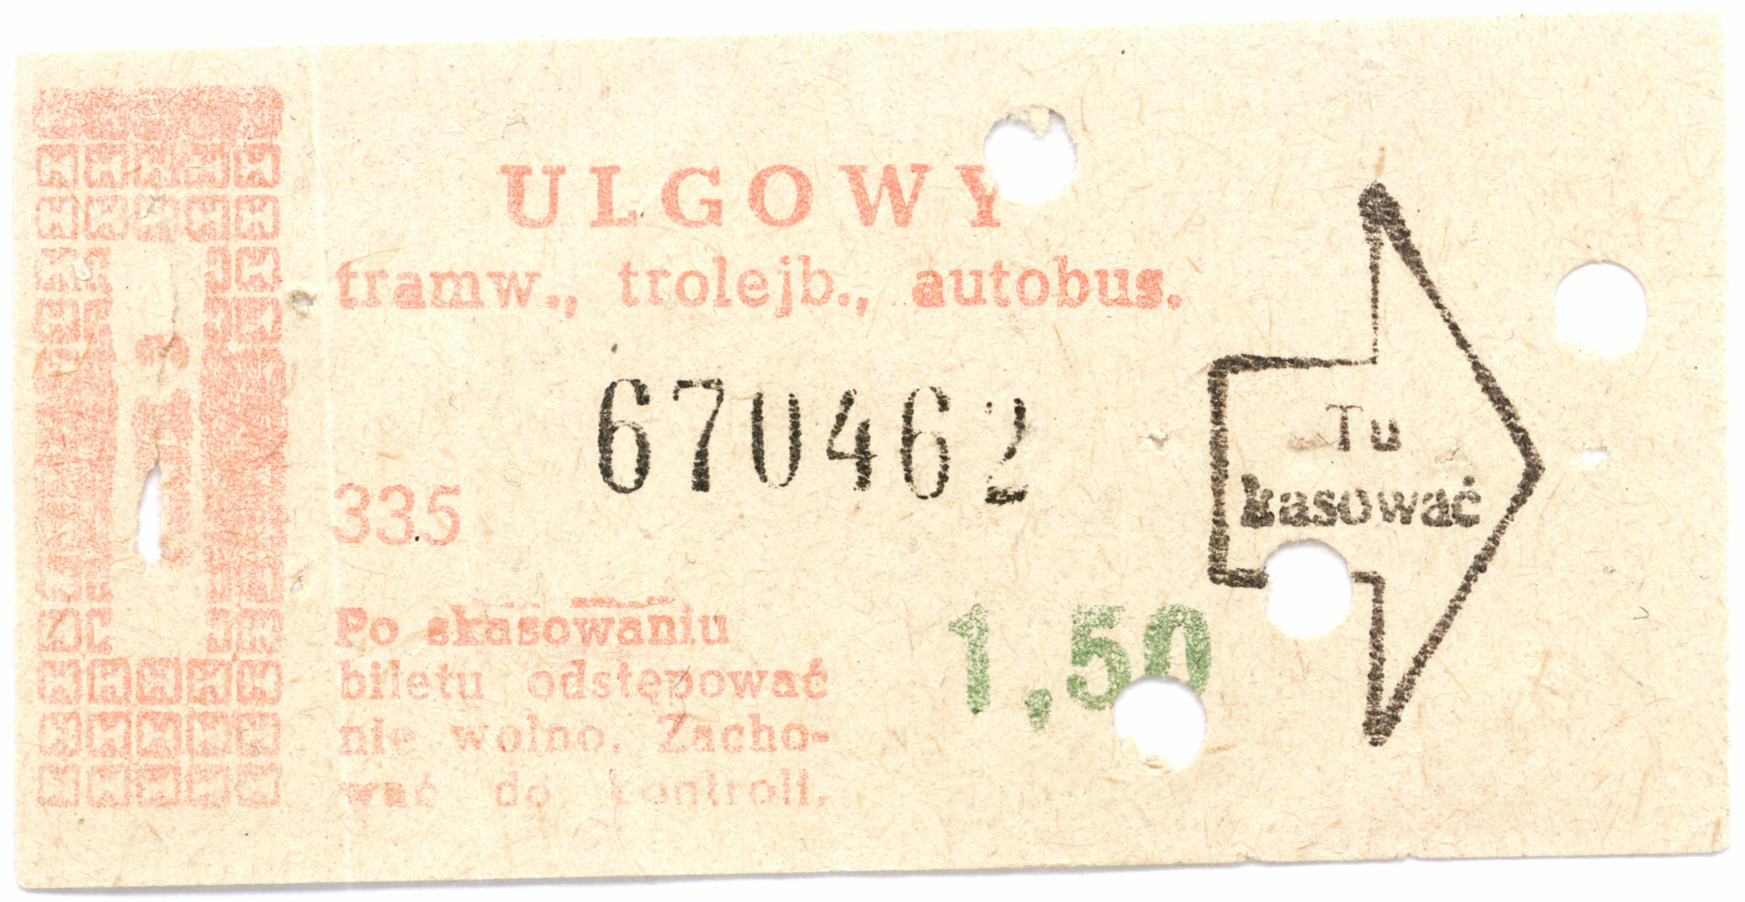 ULGOWY
tramw., trolejb., autobus.
670462
Tu
kasować
335
Po skasowaniu
biletu odstępować
nie wolno. Zacho-
wać do kontroli.
1,50